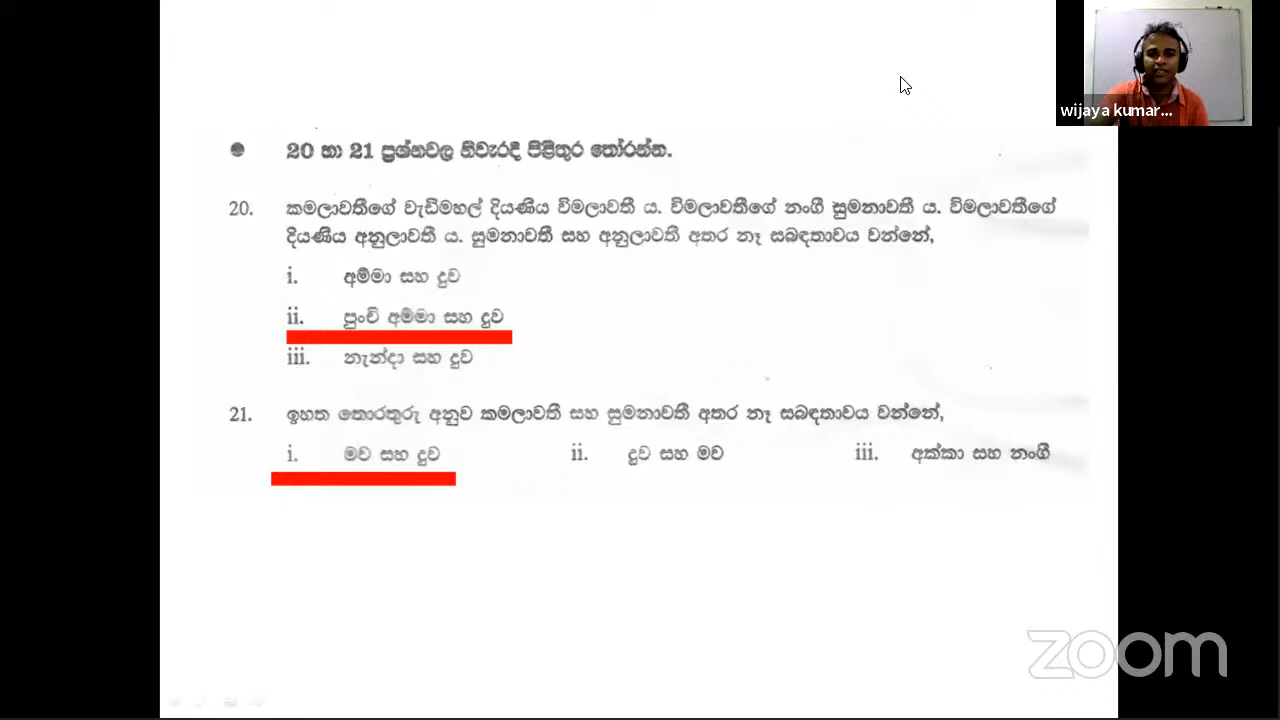 wijaya kumar...
● 20 හා 21 ප්‍රශ්නවල නිවැරදි පිළිතුර තෝරන්න.
20. කමලාවතීගේ වැඩිමහල් දියණිය විමලාවතී ය. විමලාවතීගේ නංගී සුමනාවතී ය. විමලාවතීගේ
දියණිය අනුලාවතී ය. සුමනාවතී සහ අනුලාවතී අතර නෑ සබඳතාවය වන්නේ,
i. අම්මා සහ දුව
ii. පුංචි අම්මා සහ දුව
iii. නැන්දා සහ දුව
21. ඉහත තොරතුරු අනුව කමලාවතී සහ සුමනාවතී අතර නෑ සබඳතාවය වන්නේ,
i. මව සහ දුව ii. දුව සහ මව iii. අක්කා සහ නංගී
zoom